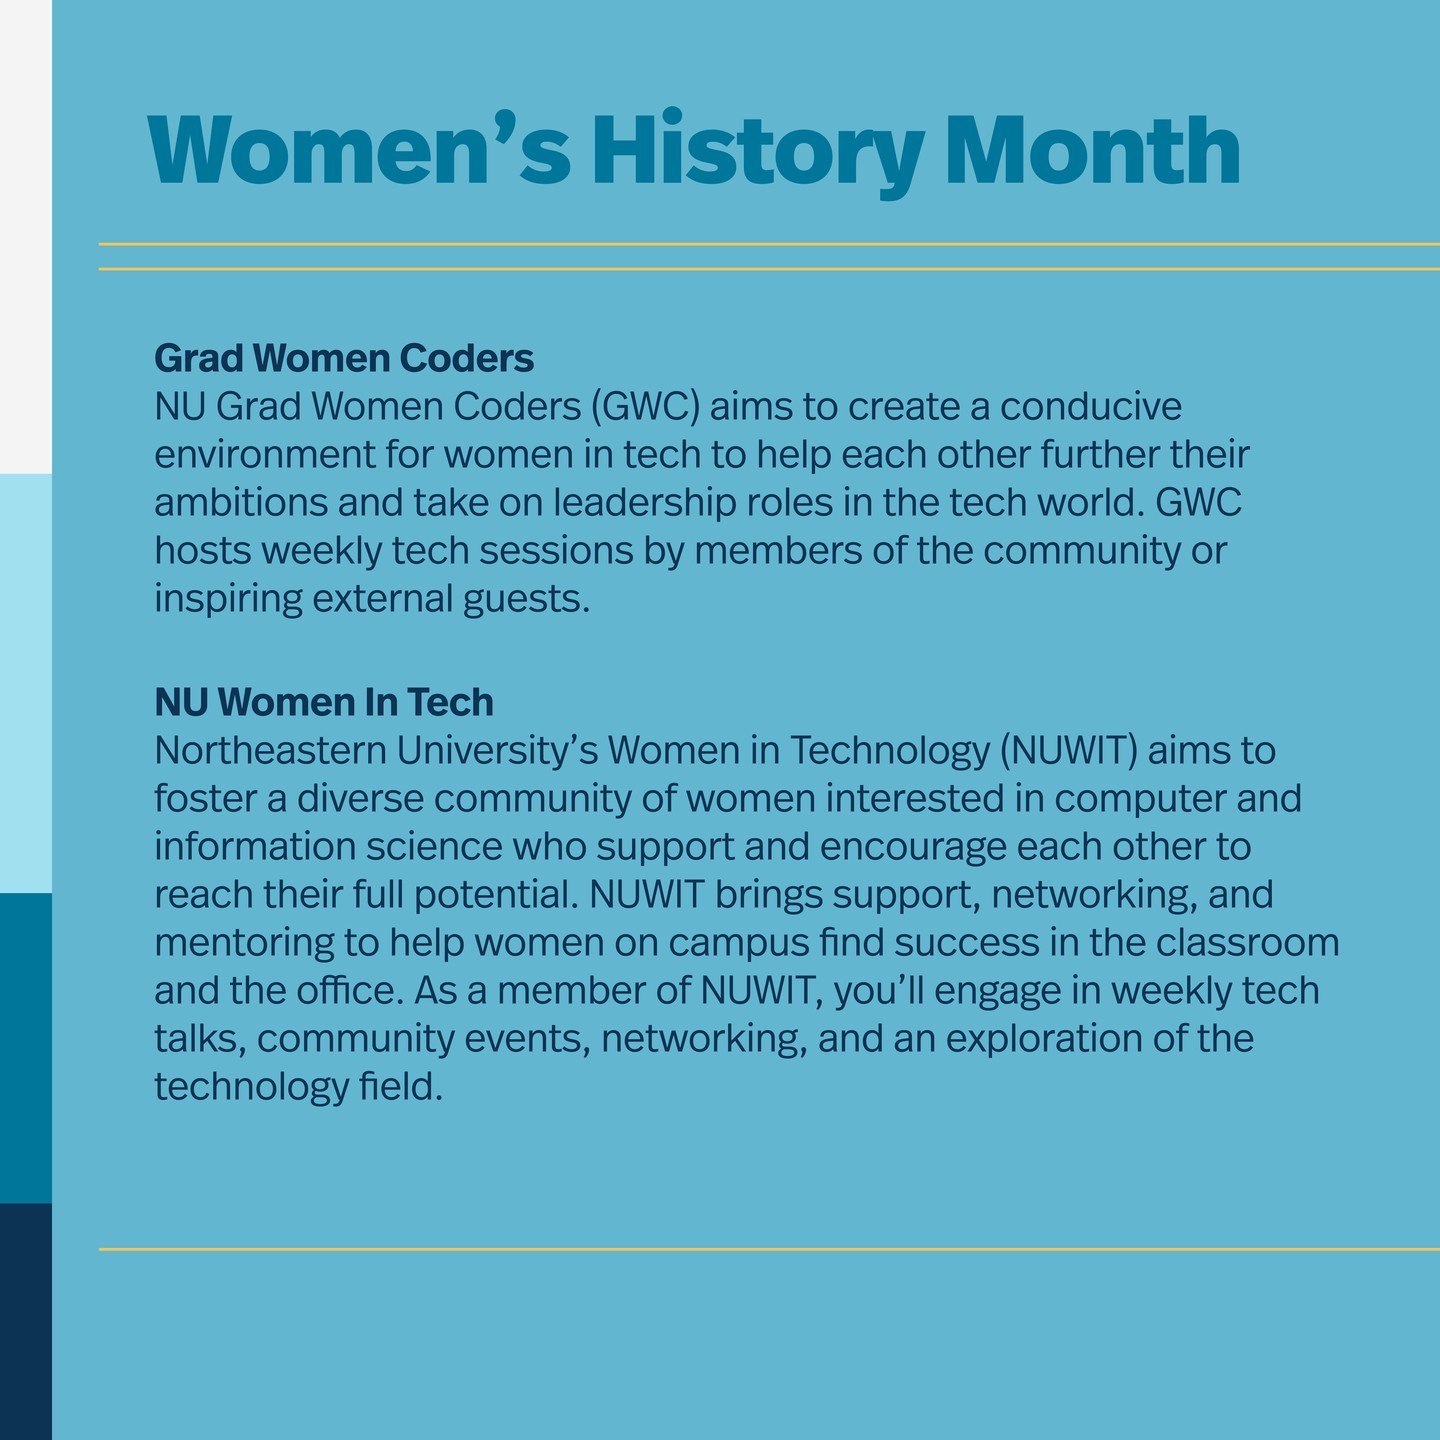 Women’s History Month
Grad Women Coders
NU Grad Women Coders (GWC) aims to create a conducive
environment for women in tech to help each other further their
ambitions and take on leadership roles in the tech world. GWC
hosts weekly tech sessions by members of the community or
inspiring external guests.
NU Women In Tech
Northeastern University’s Women in Technology (NUWIT) aims to
foster a diverse community of women interested in computer and
information science who support and encourage each other to
reach their full potential. NUWIT brings support, networking, and
mentoring to help women on campus find success in the classroom
and the office. As a member of NUWIT, you’ll engage in weekly tech
talks, community events, networking, and an exploration of the
technology field.